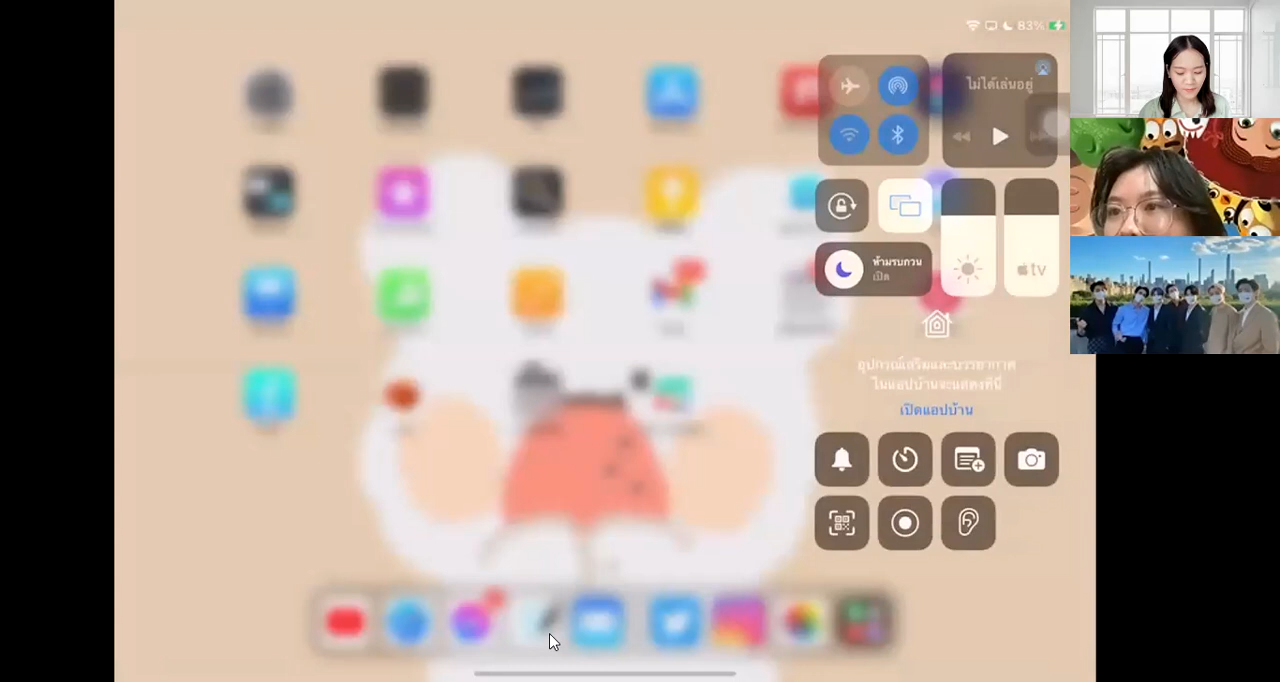 83%
ไม่ได้เล่นอยู่
ห้ามรบกวน
เปิด
tv
อุปกรณ์เสริมและบรรยากาศ
ในแอปบ้านจะแสดงที่นี่
เปิดแอปบ้าน